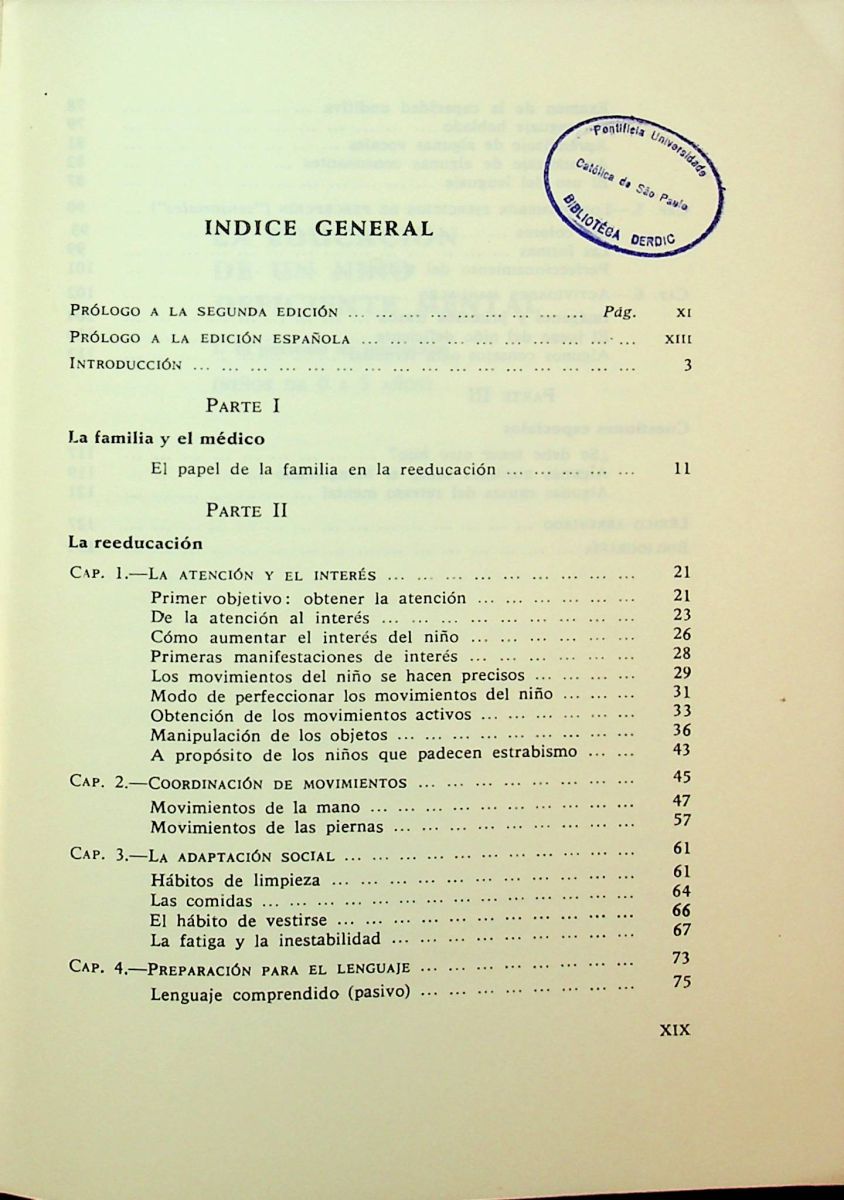 Pontificia Universidade
Católica de São Paulo
BIBLIOTÉCA DERDIC
INDICE GENERAL
PRÓLOGO A LA SEGUNDA EDICIÓN ... ... ... ... ... ... ... ... ... Pág. XI
PRÓLOGO A LA EDICIÓN ESPAÑOLA ... ... ... ... ... ... ... ... ... ... XIII
INTRODUCCIÓN ... ... ... ... ... ... ... ... ... ... ... ... ... ... ... ... 3
PARTE I
La familia y el médico
El papel de la familia en la reeducación ... ... ... ... ... 11
PARTE II
La reeducación
CAP. 1.—LA ATENCIÓN Y EL INTERÉS ... ... ... ... ... ... ... ... ... 21
Primer objetivo: obtener la atención ... ... ... ... ... ... 21
De la atención al interés ... ... ... ... ... ... ... ... ... 23
Cómo aumentar el interés del niño ... ... ... ... ... ... 26
Primeras manifestaciones de interés ... ... ... ... ... ... 28
Los movimientos del niño se hacen precisos ... ... ... ... 29
Modo de perfeccionar los movimientos del niño ... ... ... 31
Obtención de los movimientos activos ... ... ... ... ... ... 33
Manipulación de los objetos ... ... ... ... ... ... ... ... ... 36
A propósito de los niños que padecen estrabismo ... ... 43
CAP. 2.—COORDINACIÓN DE MOVIMIENTOS ... ... ... ... ... ... ... ... 45
Movimientos de la mano ... ... ... ... ... ... ... ... ... ... 47
Movimientos de las piernas ... ... ... ... ... ... ... ... ... 57
CAP. 3.—LA ADAPTACIÓN SOCIAL ... ... ... ... ... ... ... ... ... ... ... 61
Hábitos de limpieza ... ... ... ... ... ... ... ... ... ... ... 61
Las comidas ... ... ... ... ... ... ... ... ... ... ... ... ... ... 64
El hábito de vestirse ... ... ... ... ... ... ... ... ... ... ... 66
La fatiga y la inestabilidad ... ... ... ... ... ... ... ... ... 67
CAP. 4.—PREPARACIÓN PARA EL LENGUAJE ... ... ... ... ... ... ... ... 73
Lenguaje comprendido (pasivo) ... ... ... ... ... ... ... ... 75
XIX